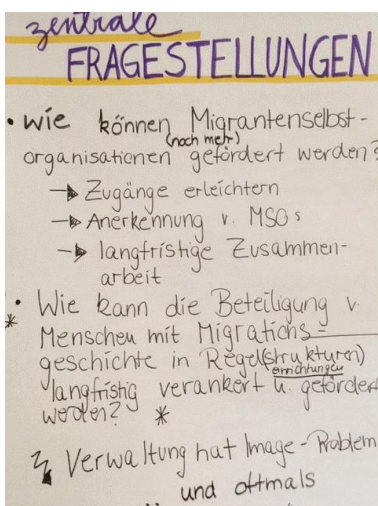 zentrale
FRAGESTELLUNGEN
• wie können Migrantenselbst-
(noch mehr)
organisationen gefördert werden?
→ Zugänge erleichtern
→ Anerkennung v. MSOs
→ langfristige Zusammen-
arbeit
• Wie kann die Beteiligung v.
* Menschen mit Migrations-
geschichte in Regel(strukturen)
einrichtungen
langfristig verankert u. gefördert
werden? *
Verwaltung hat Image-Problem
und oftmals